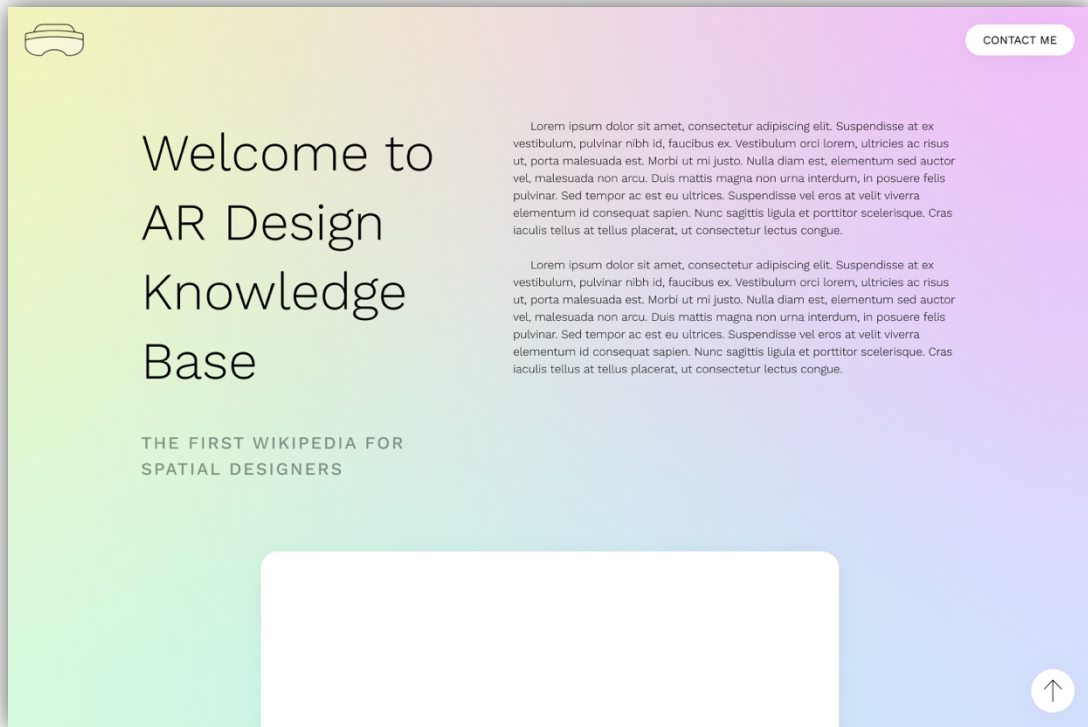 CONTACT ME
Welcome to
AR Design
Knowledge
Base
THE FIRST WIKIPEDIA FOR
SPATIAL DESIGNERS
Lorem ipsum dolor sit amet, consectetur adipiscing elit. Suspendisse at ex
vestibulum, pulvinar nibh id, faucibus ex. Vestibulum orci lorem, ultricies ac risus
ut, porta malesuada est. Morbi ut mi justo. Nulla diam est, elementum sed auctor
vel, malesuada non arcu. Duis mattis magna non urna interdum, in posuere felis
pulvinar. Sed tempor ac est eu ultrices. Suspendisse vel eros at velit viverra
elementum id consequat sapien. Nunc sagittis ligula et porttitor scelerisque. Cras
iaculis tellus at tellus placerat, ut consectetur lectus congue.
Lorem ipsum dolor sit amet, consectetur adipiscing elit. Suspendisse at ex
vestibulum, pulvinar nibh id, faucibus ex. Vestibulum orci lorem, ultricies ac risus
ut, porta malesuada est. Morbi ut mi justo. Nulla diam est, elementum sed auctor
vel, malesuada non arcu. Duis mattis magna non urna interdum, in posuere felis
pulvinar. Sed tempor ac est eu ultrices. Suspendisse vel eros at velit viverra
elementum id consequat sapien. Nunc sagittis ligula et porttitor scelerisque. Cras
iaculis tellus at tellus placerat, ut consectetur lectus congue.